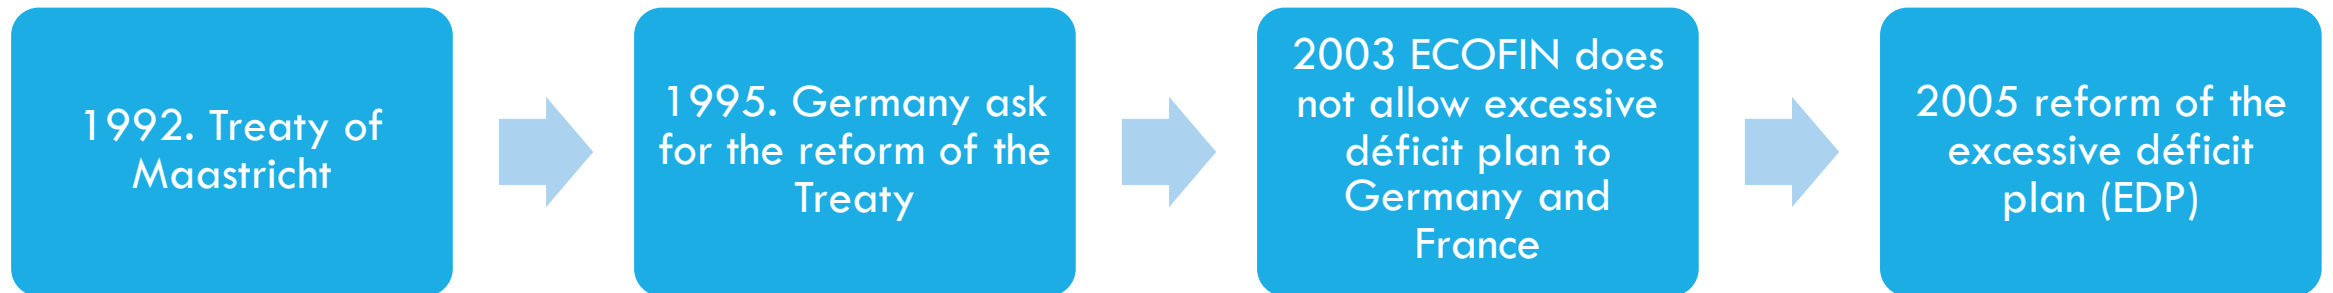 1992. Treaty of
Maastricht
1995. Germany ask
for the reform of the
Treaty
2003 ECOFIN does
not allow excessive
déficit plan to
Germany and
France
2005 reform of the
excessive déficit
plan (EDP)